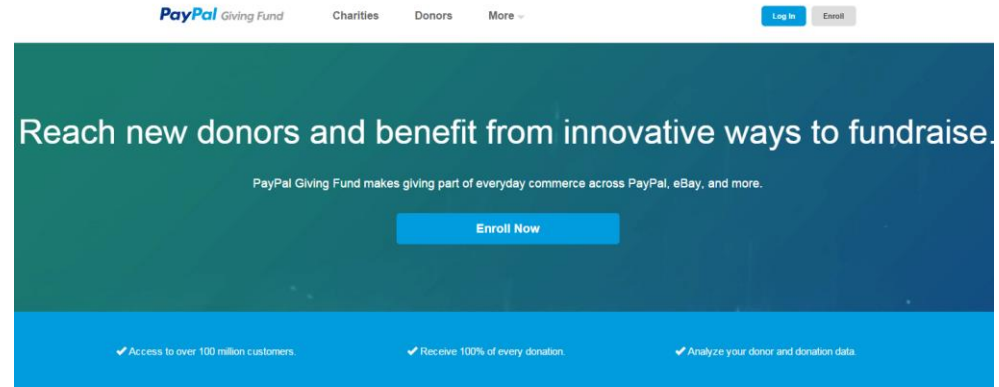 PayPal Giving Fund Charities Donors More Log In Enroll
Reach new donors and benefit from innovative ways to fundraise.
PayPal Giving Fund makes giving part of everyday commerce across PayPal, eBay, and more.
Enroll Now
✔ Access to over 100 million customers. ✔ Receive 100% of every donation. ✔ Analyze your donor and donation data.